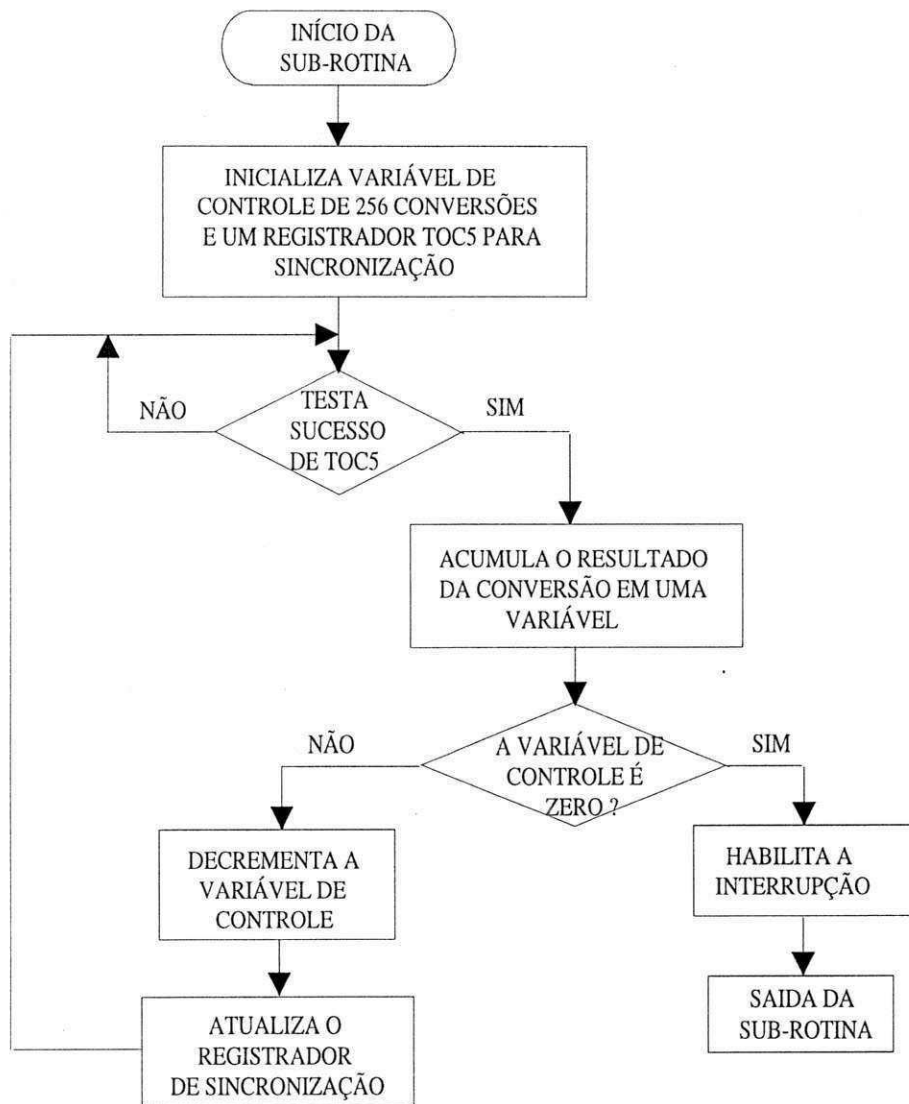 INÍCIO DA
SUB-ROTINA
INICIALIZA VARIÁVEL DE
CONTROLE DE 256 CONVERSÕES
E UM REGISTRADOR TOC5 PARA
SINCRONIZAÇÃO
NÃO
TESTA
SUCESSO
DE TOC5
SIM
ACUMULA O RESULTADO
DA CONVERSÃO EM UMA
VARIÁVEL
NÃO
A VARIÁVEL DE
CONTROLE É
ZERO ?
SIM
DECREMENTA A
VARIÁVEL DE
CONTROLE
HABILITA A
INTERRUPÇÃO
ATUALIZA O
REGISTRADOR
DE SINCRONIZAÇÃO
SAIDA DA
SUB-ROTINA